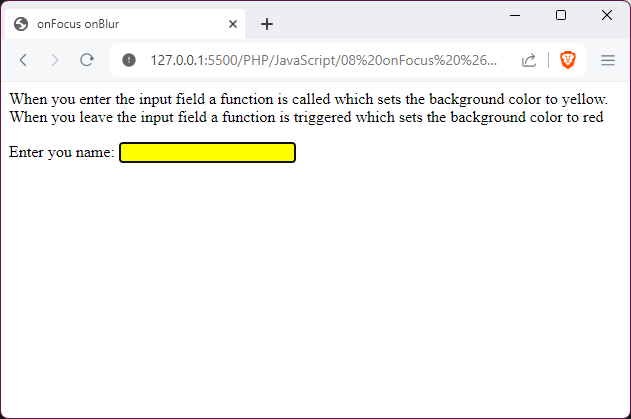 onFocus onBlur
127.0.0.1:5500/PHP/JavaScript/08%20onFocus%20%26...
When you enter the input field a function is called which sets the background color to yellow.
When you leave the input field a function is triggered which sets the background color to red
Enter you name: